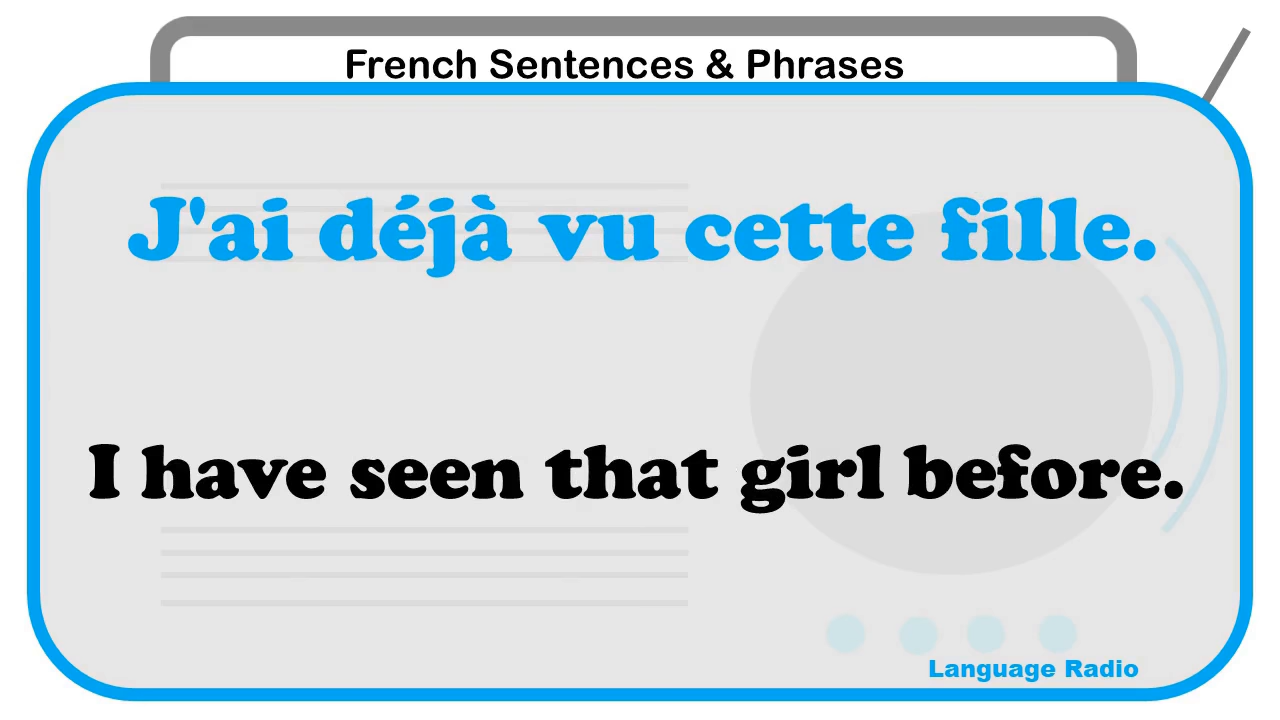 French Sentences & Phrases
J'ai déjà vu cette fille.
I have seen that girl before.
Language Radio